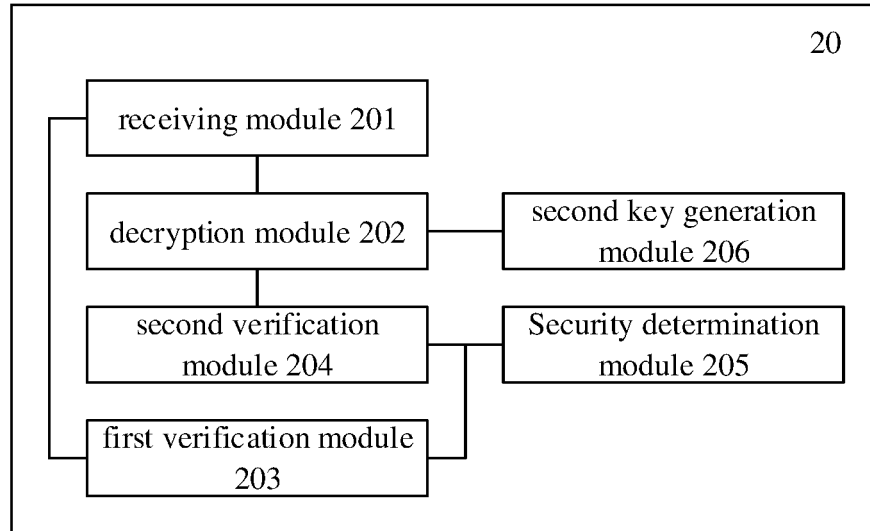 20
receiving module 201
decryption module 202
second key generation
module 206
second verification
module 204
Security determination
module 205
first verification module
203